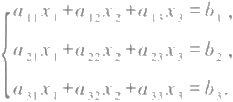 a₁₁x₁+a₁₂x₂+a₁₃x₃=b₁,
a₂₁x₁+a₂₂x₂+a₂₃x₃=b₂,
a₃₁x₁+a₃₂x₂+a₃₃x₃=b₃.